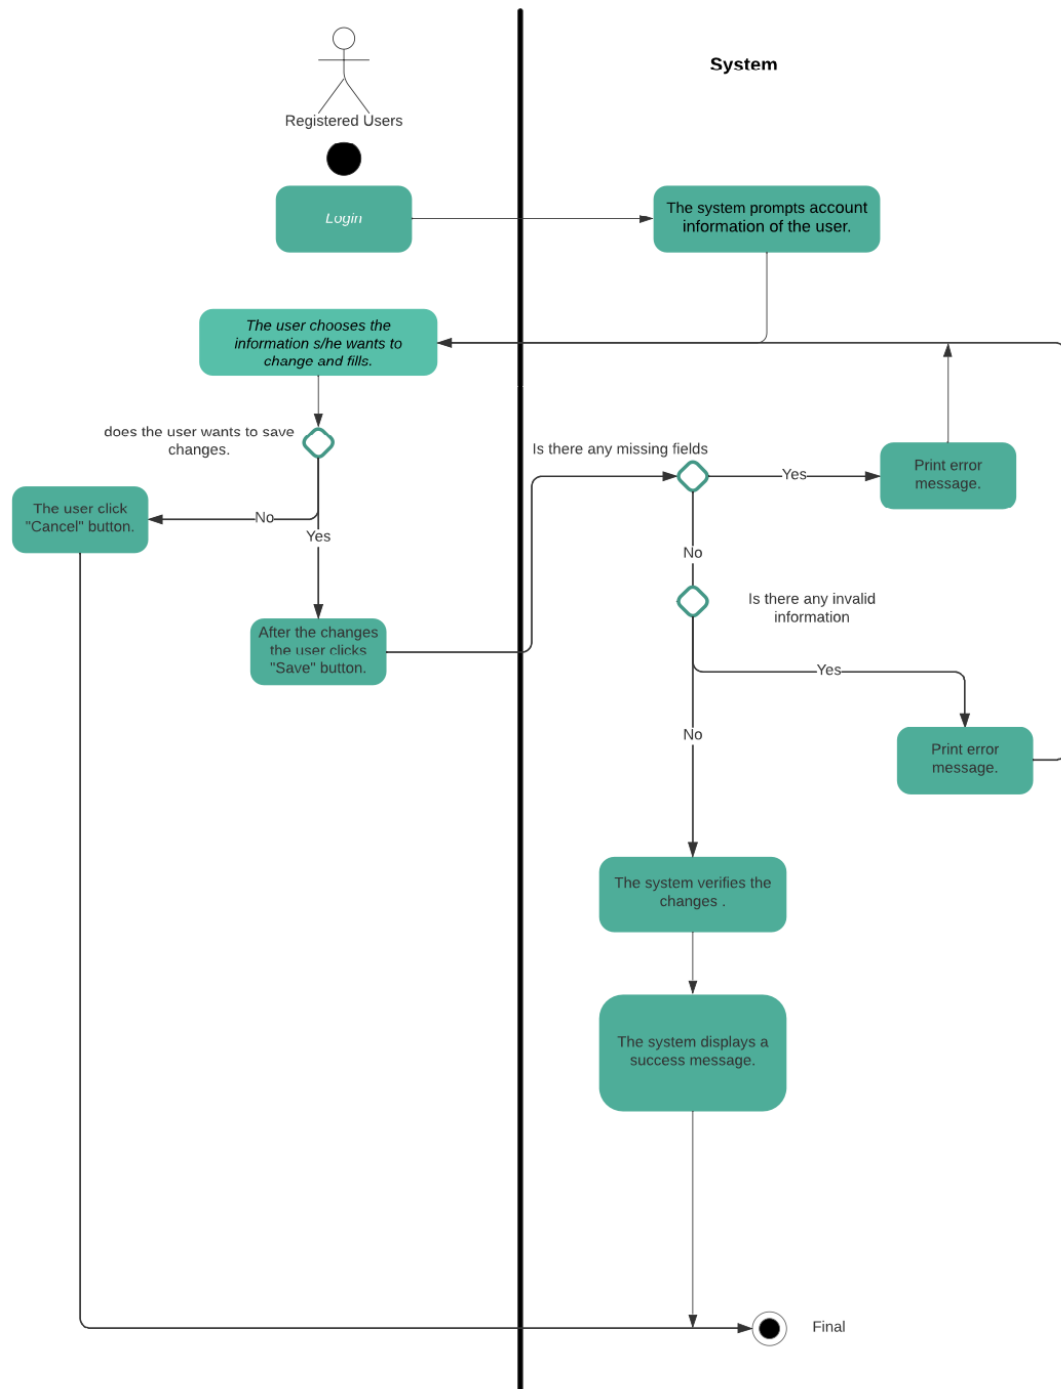 System
Registered Users
Login
The system prompts account
information of the user.
The user chooses the
information s/he wants to
change and fills.
does the user wants to save
changes.
Is there any missing fields
Yes
Print error
message.
The user click
"Cancel" button.
No
Yes
No
Is there any invalid
information
After the changes
the user clicks
"Save" button.
Yes
No
Print error
message.
The system verifies the
changes .
The system displays a
success message.
Final